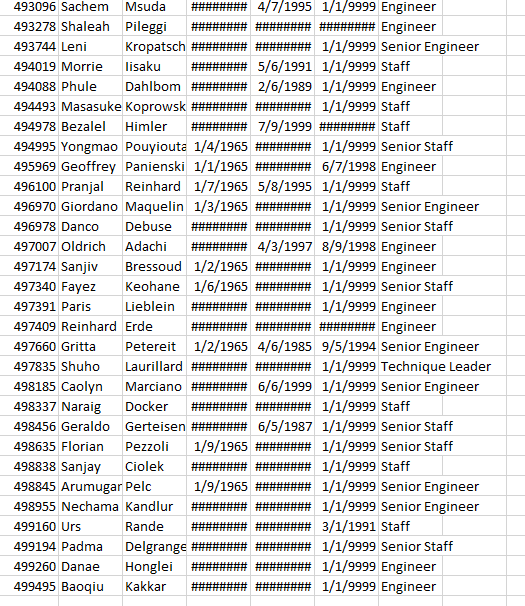 493096 Sachem Msuda ######## 4/7/1995 1/1/9999 Engineer
493278 Shaleah Pileggi ######## ######## ######## Engineer
493744 Leni Kropatsch ######## ######## 1/1/9999 Senior Engineer
494019 Morrie Iisaku ######## 5/6/1991 1/1/9999 Staff
494088 Phule Dahlbom ######## 2/6/1989 1/1/9999 Engineer
494493 Masasuke Koprowsk ######## ######## 1/1/9999 Staff
494978 Bezalel Himler ######## 7/9/1999 ######## Staff
494995 Yongmao Pouyiouta 1/4/1965 ######## 1/1/9999 Senior Staff
495969 Geoffrey Panienski 1/1/1965 ######## 6/7/1998 Engineer
496100 Pranjal Reinhard 1/7/1965 5/8/1995 1/1/9999 Staff
496970 Giordano Maquelin 1/3/1965 ######## 1/1/9999 Senior Engineer
496978 Danco Debuse ######## ######## 1/1/9999 Senior Staff
497007 Oldrich Adachi ######## 4/3/1997 8/9/1998 Engineer
497174 Sanjiv Bressoud 1/2/1965 ######## 1/1/9999 Engineer
497340 Fayez Keohane 1/6/1965 ######## 1/1/9999 Senior Staff
497391 Paris Lieblein ######## ######## 1/1/9999 Engineer
497409 Reinhard Erde ######## ######## ######## Engineer
497660 Gritta Petereit 1/2/1965 4/6/1985 9/5/1994 Senior Engineer
497835 Shuho Laurillard ######## ######## 1/1/9999 Technique Leader
498185 Caolyn Marciano ######## 6/6/1999 1/1/9999 Senior Engineer
498337 Naraig Docker ######## ######## 1/1/9999 Staff
498456 Geraldo Gerteisen ######## 6/5/1987 1/1/9999 Senior Staff
498635 Florian Pezzoli 1/9/1965 ######## 1/1/9999 Senior Staff
498838 Sanjay Ciolek ######## ######## 1/1/9999 Staff
498845 Arumugar Pelc 1/9/1965 ######## 1/1/9999 Senior Engineer
498955 Nechama Kandlur ######## ######## 1/1/9999 Senior Engineer
499160 Urs Rande ######## ######## 3/1/1991 Staff
499194 Padma Delgrange ######## ######## 1/1/9999 Senior Staff
499260 Danae Honglei ######## ######## 1/1/9999 Engineer
499495 Baoqiu Kakkar ######## ######## 1/1/9999 Engineer